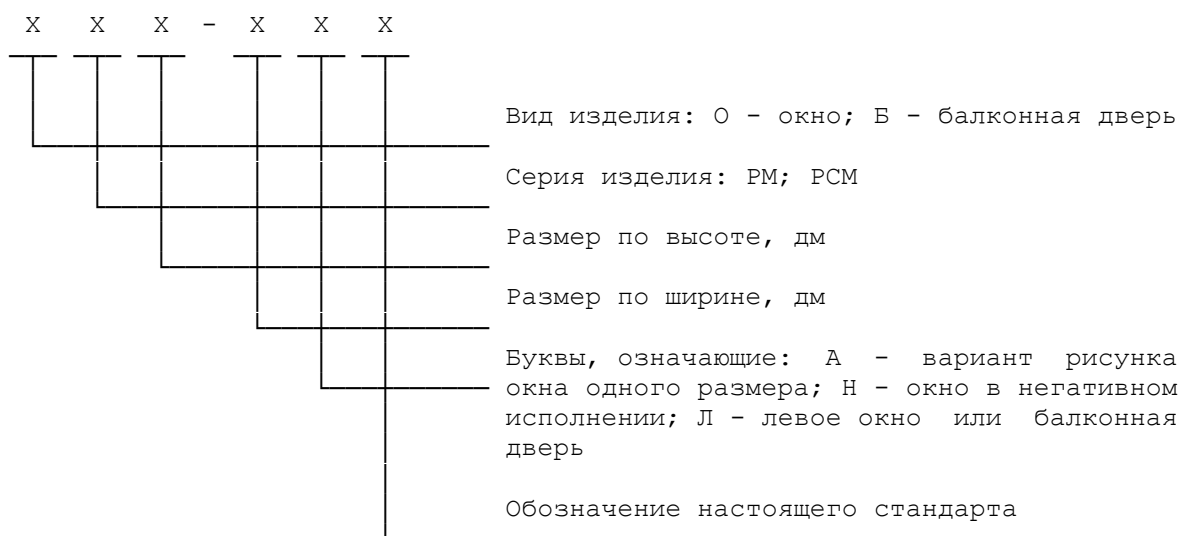 X X X - X X X
Вид изделия: О - окно; Б - балконная дверь
Серия изделия: РМ; РСМ
Размер по высоте, дм
Размер по ширине, дм
Буквы, означающие: А - вариант рисунка
окна одного размера; Н - окно в негативном
исполнении; Л - левое окно или балконная
дверь
Обозначение настоящего стандарта